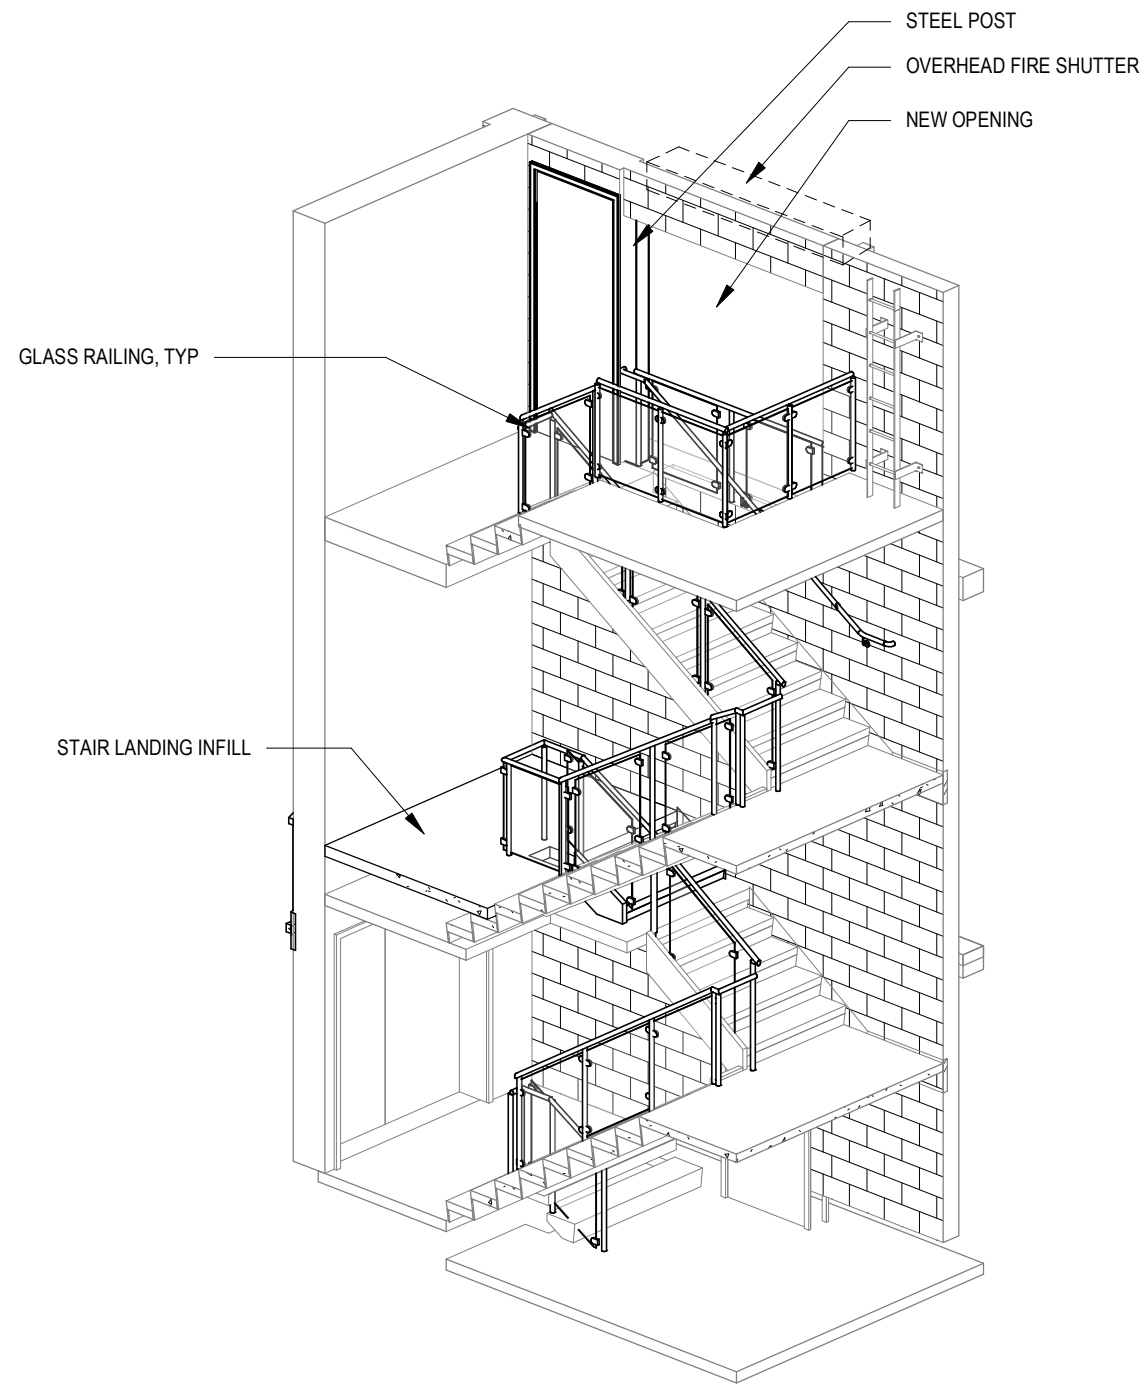 STEEL POST
OVERHEAD FIRE SHUTTER
NEW OPENING
GLASS RAILING, TYP
STAIR LANDING INFILL